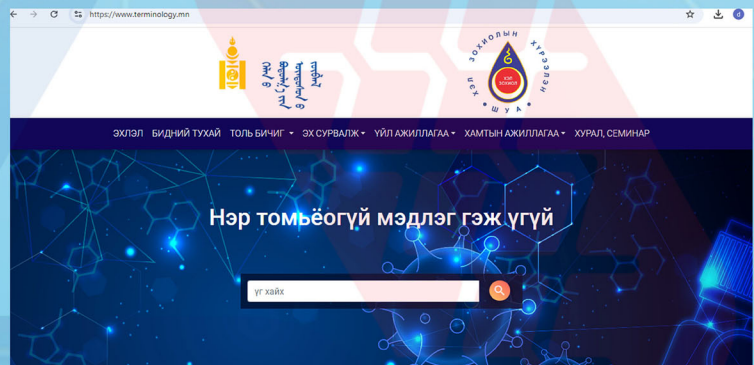 https://www.terminology.mn
d
ХЭЛ ЗОХИОЛЫН ХҮРЭЭЛЭН
ШУА
ХЭЛ
ЗОХИОЛ
ЭХЛЭЛ БИДНИЙ ТУХАЙ ТОЛЬ БИЧИГ ЭХ СУРВАЛЖ ҮЙЛ АЖИЛЛАГАА ХАМТЫН АЖИЛЛАГАА ХУРАЛ, СЕМИНАР
Нэр томьёогүй мэдлэг гэж үгүй
үг хайх